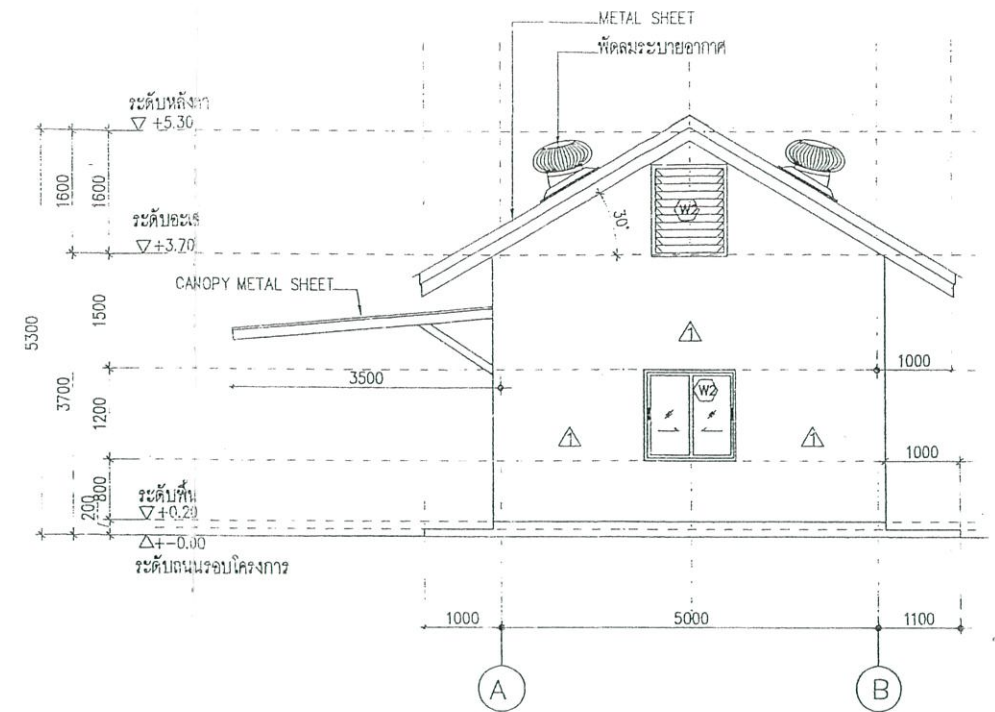 METAL SHEET
พัดลมระบายอากาศ
ระดับหลังคา
+5.30
1600
1600
W2
30°
ระดับอะเส
+3.70
CANOPY METAL SHEET
1500
5300
3700
1
3500
1000
1200
W2
1
1
1000
800
200
ระดับพื้น
+0.20
+-0.00
ระดับถนนรอบโครงการ
1000
5000
1100
A
B